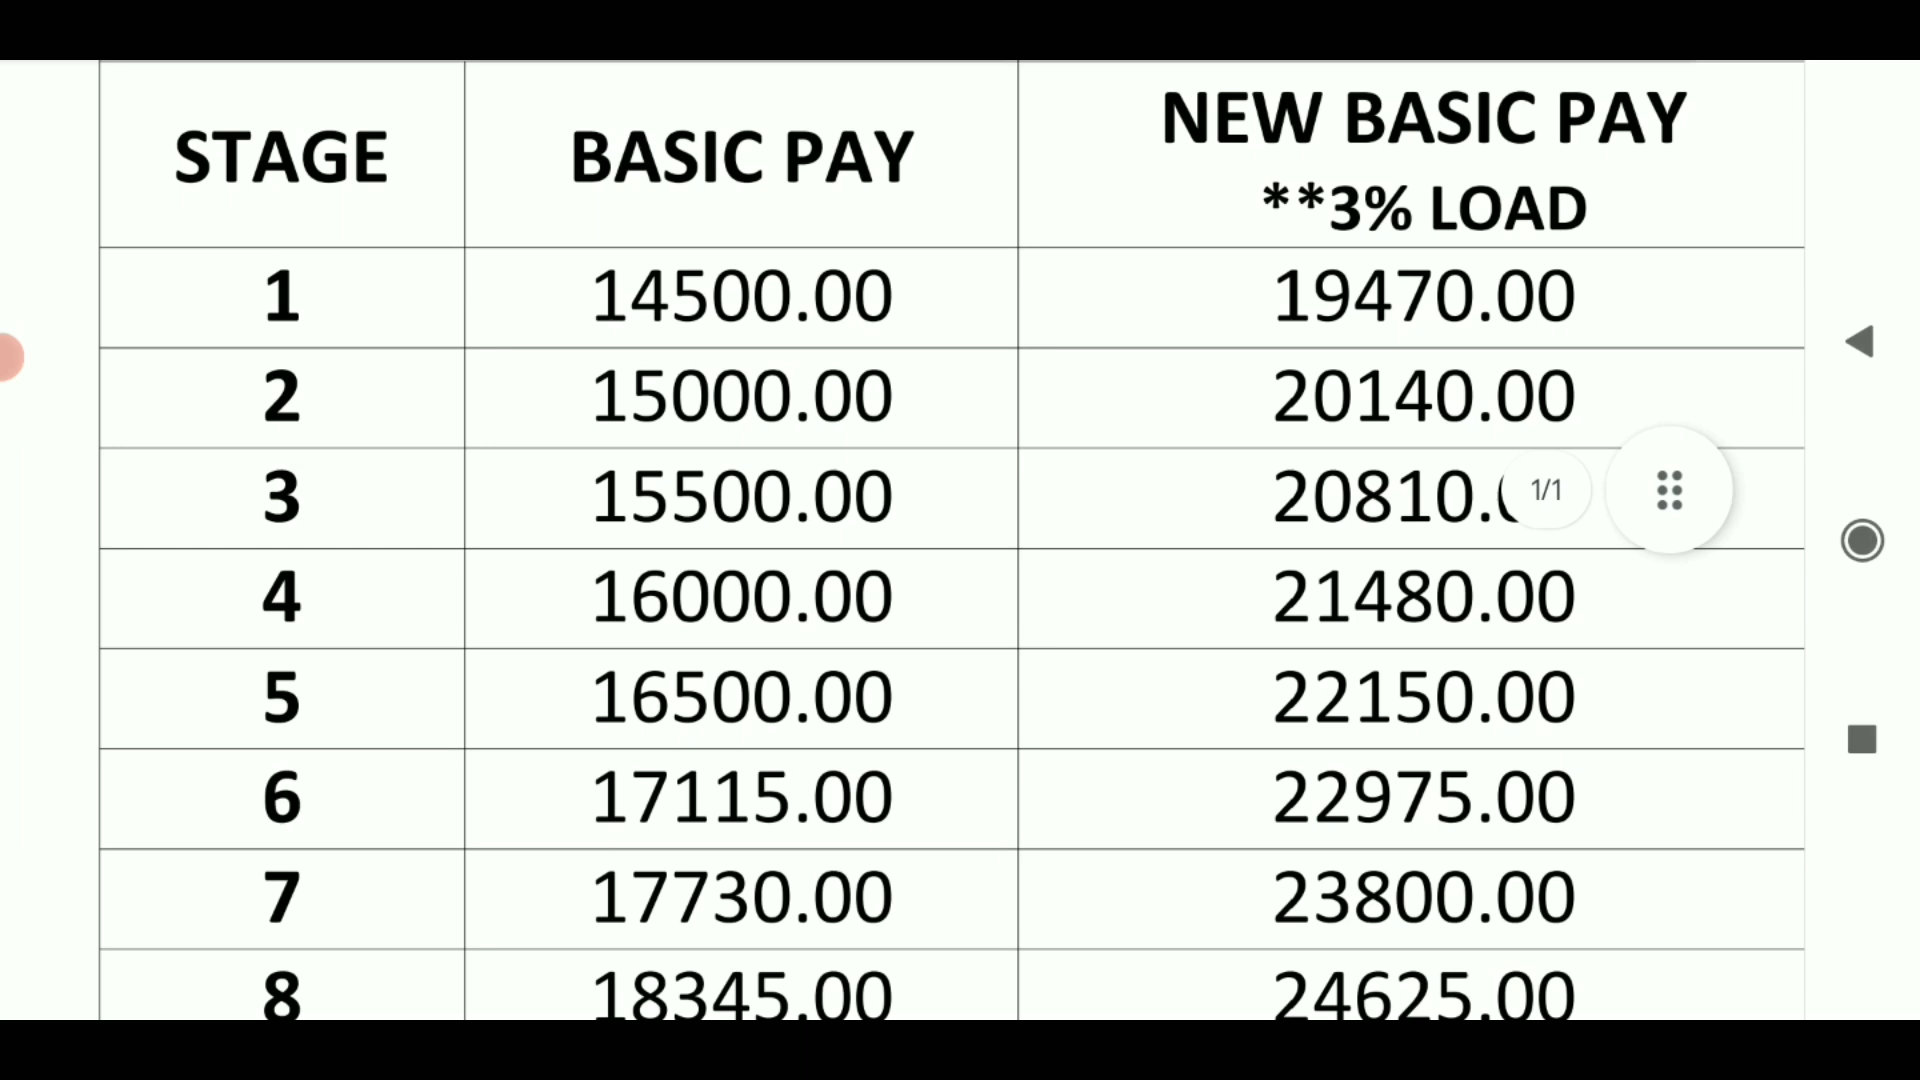 STAGE BASIC PAY NEW BASIC PAY
**3% LOAD
1 14500.00 19470.00
2 15000.00 20140.00
3 15500.00 20810. 1/1
4 16000.00 21480.00
5 16500.00 22150.00
6 17115.00 22975.00
7 17730.00 23800.00
8 18345.00 24625.00